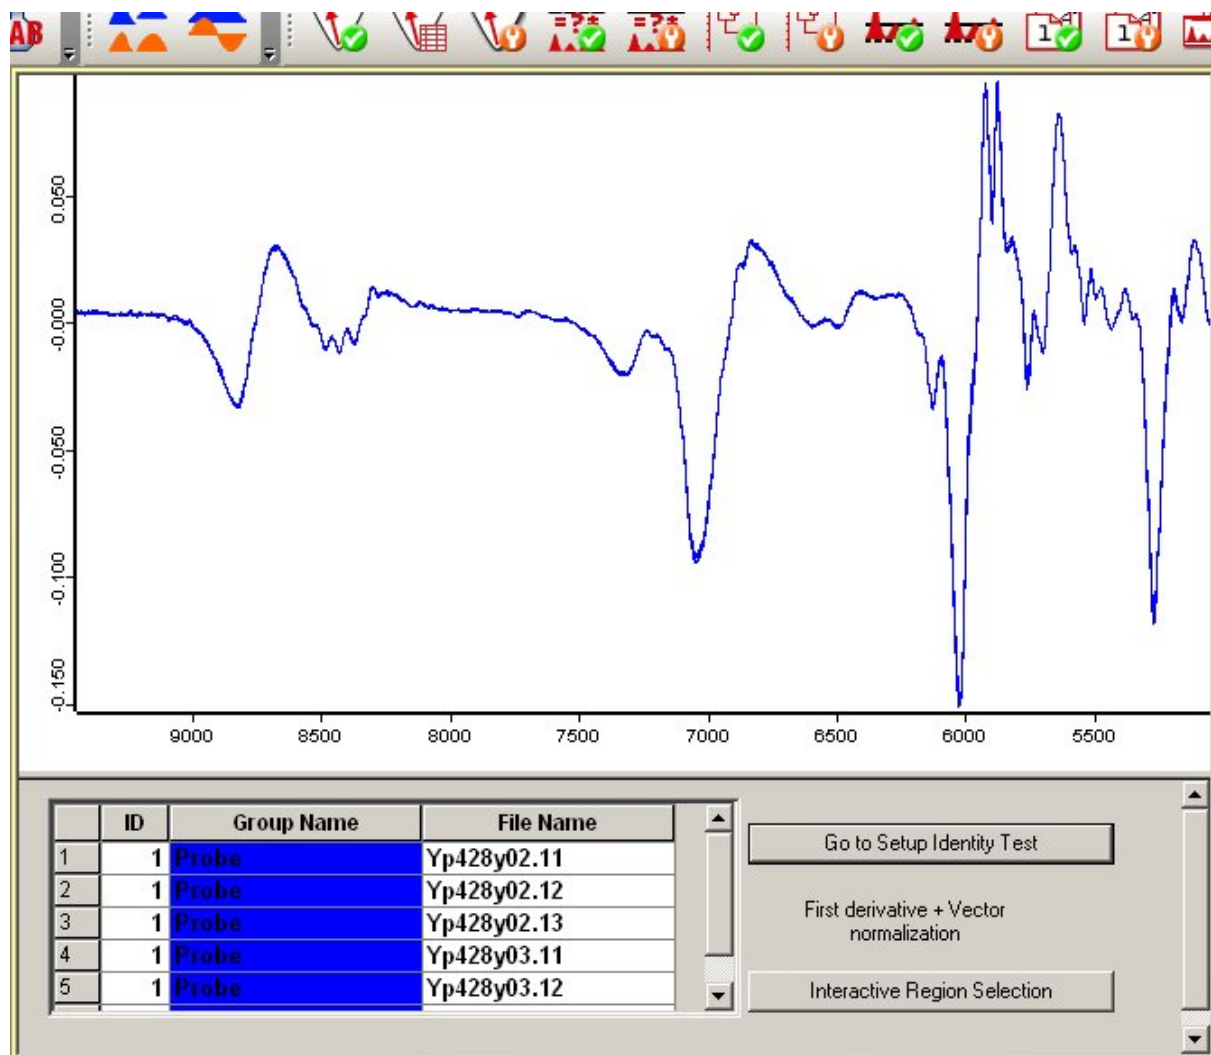 AB
=?±
=?±
1
1
0.050
-0.000
-0.050
-0.100
-0.150
9000 8500 8000 7500 7000 6500 6000 5500
ID Group Name File Name
1 1 Probe Yp428y02.11
2 1 Probe Yp428y02.12
3 1 Probe Yp428y02.13
4 1 Probe Yp428y03.11
5 1 Probe Yp428y03.12
Go to Setup Identity Test
First derivative + Vector
normalization
Interactive Region Selection